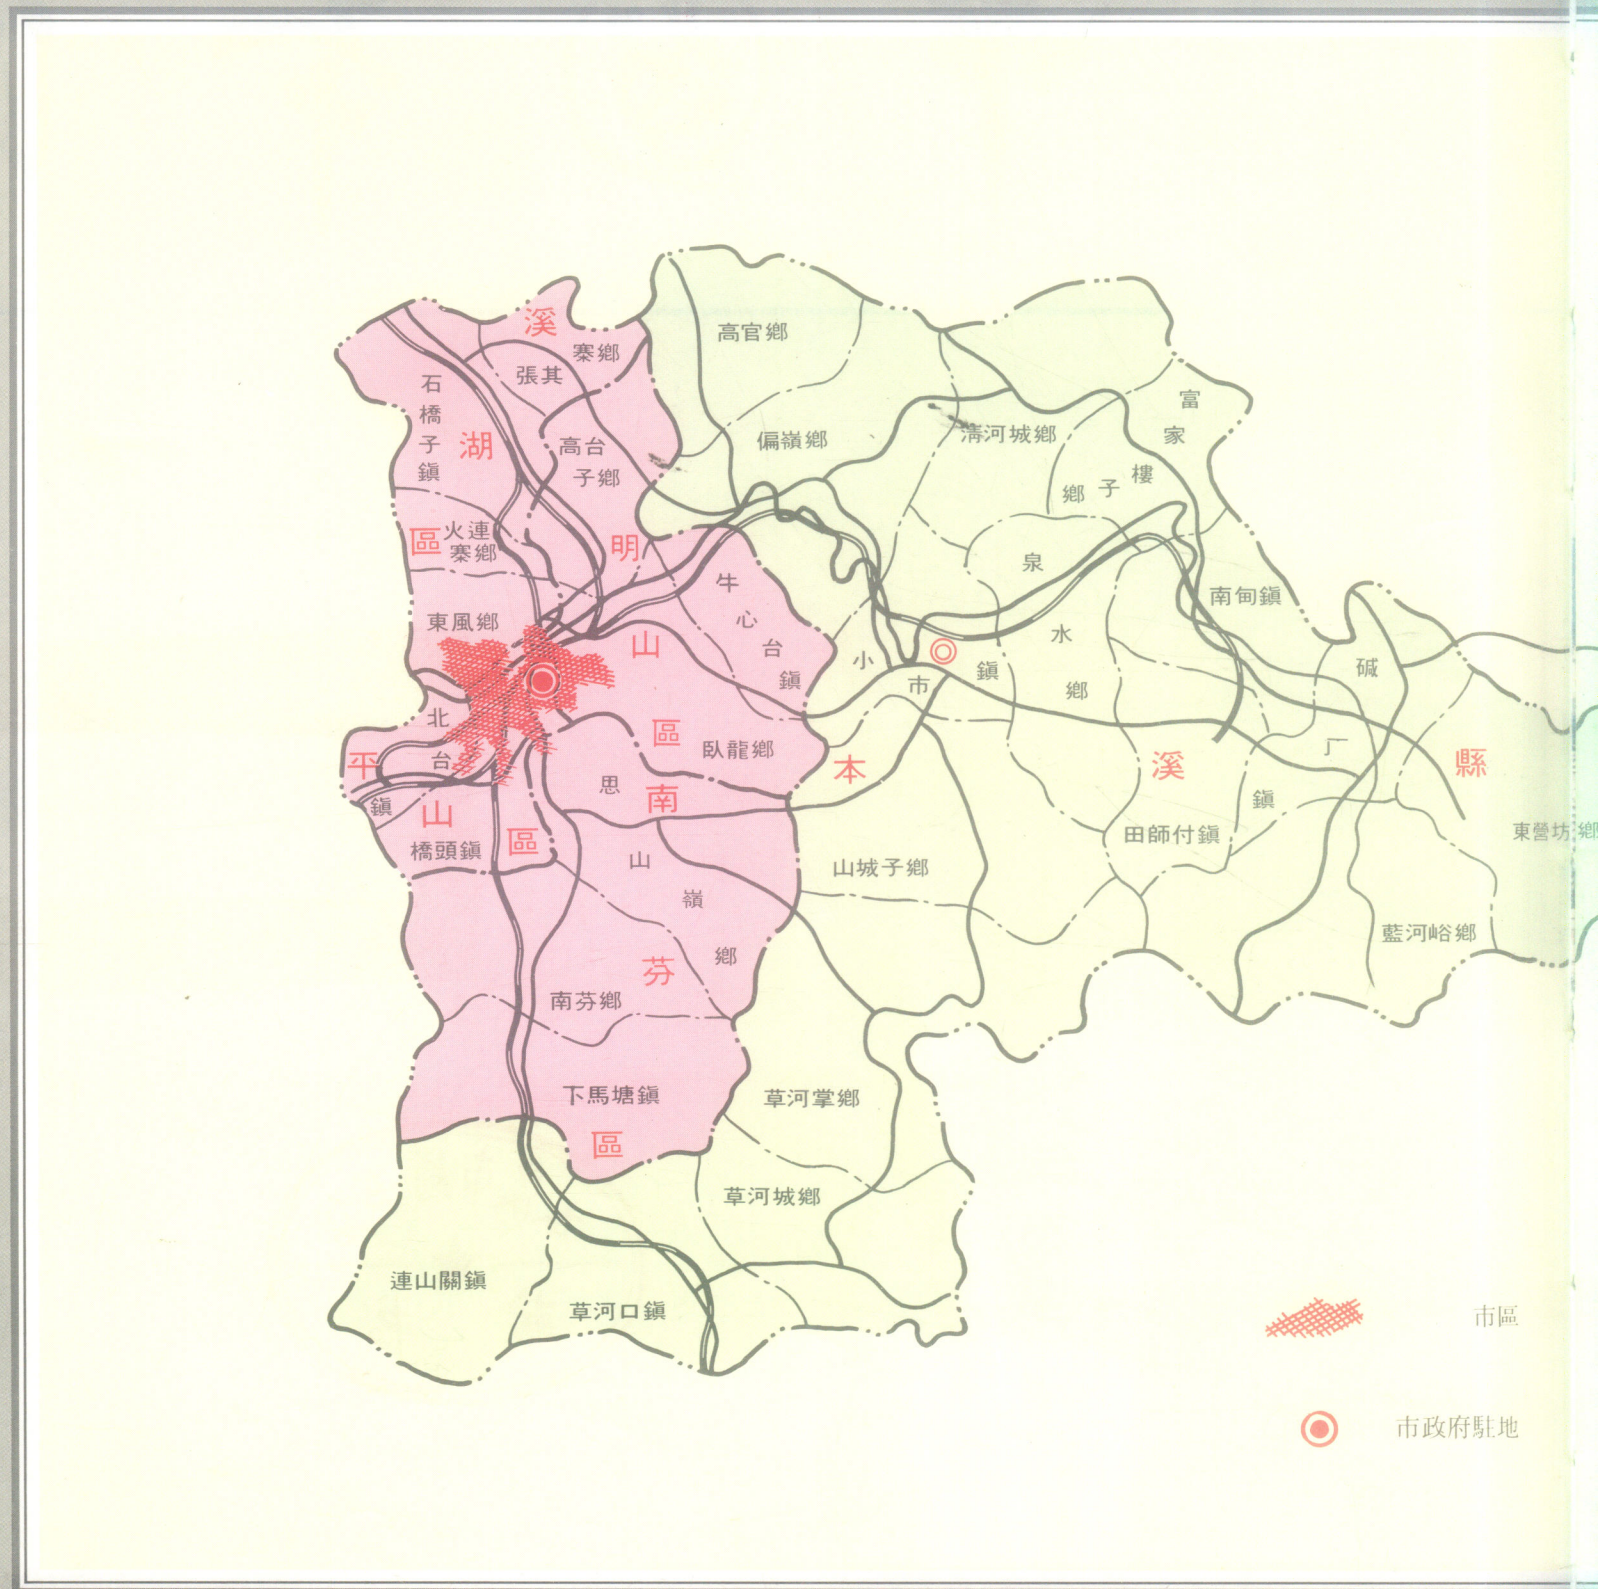 溪湖區
張其寨鄉
石橋子鎮
高台子鄉
火連寨鄉
東風鄉
明山區
牛心台鎮
臥龍鄉
平山區
北台鎮
橋頭鎮
南芬區
思山嶺鄉
南芬鄉
下馬塘鎮
本溪縣
高官鄉
偏嶺鄉
清河城鄉
富家樓子鄉
泉水鄉
南甸鎮
小市鎮
碱厂鎮
田師付鎮
東營坊鄉
山城子鄉
藍河峪鄉
草河掌鄉
草河城鄉
連山關鎮
草河口鎮
市區
市政府駐地